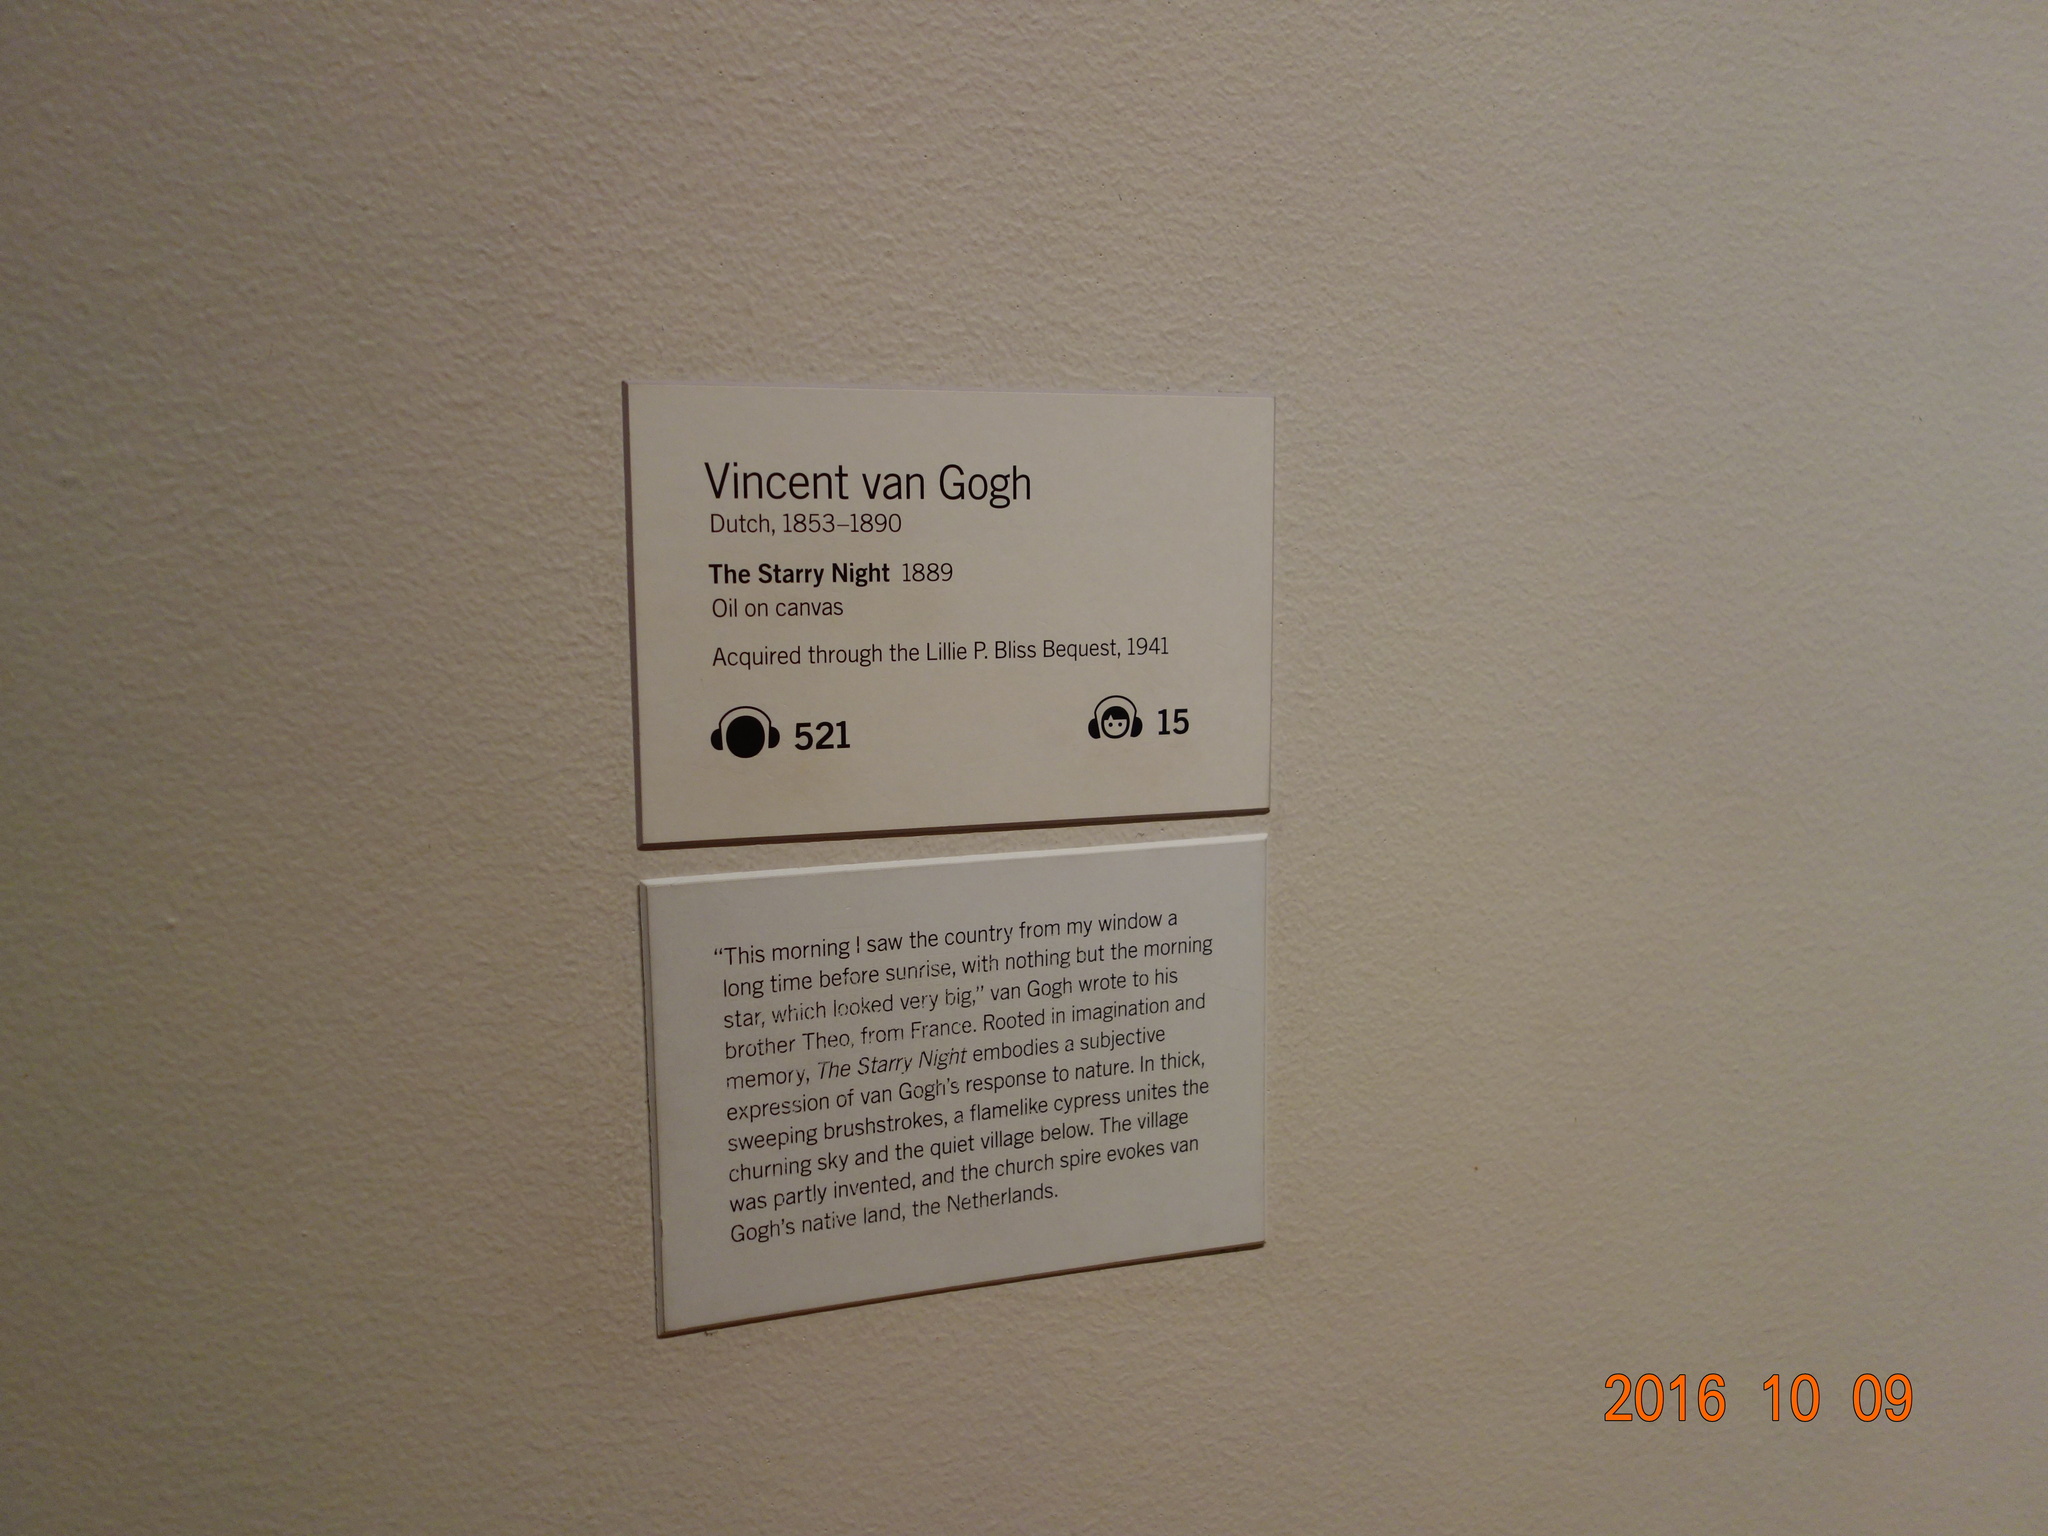 Vincent van Gogh
Dutch, 1853–1890
The Starry Night 1889
Oil on canvas
Acquired through the Lillie P. Bliss Bequest, 1941
521
15
“This morning I saw the country from my window a
long time before sunrise, with nothing but the morning
star, which looked very big,” van Gogh wrote to his
brother Theo, from France. Rooted in imagination and
memory, The Starry Night embodies a subjective
expression of van Gogh’s response to nature. In thick,
sweeping brushstrokes, a flamelike cypress unites the
churning sky and the quiet village below. The village
was partly invented, and the church spire evokes van
Gogh’s native land, the Netherlands.
2016 10 09